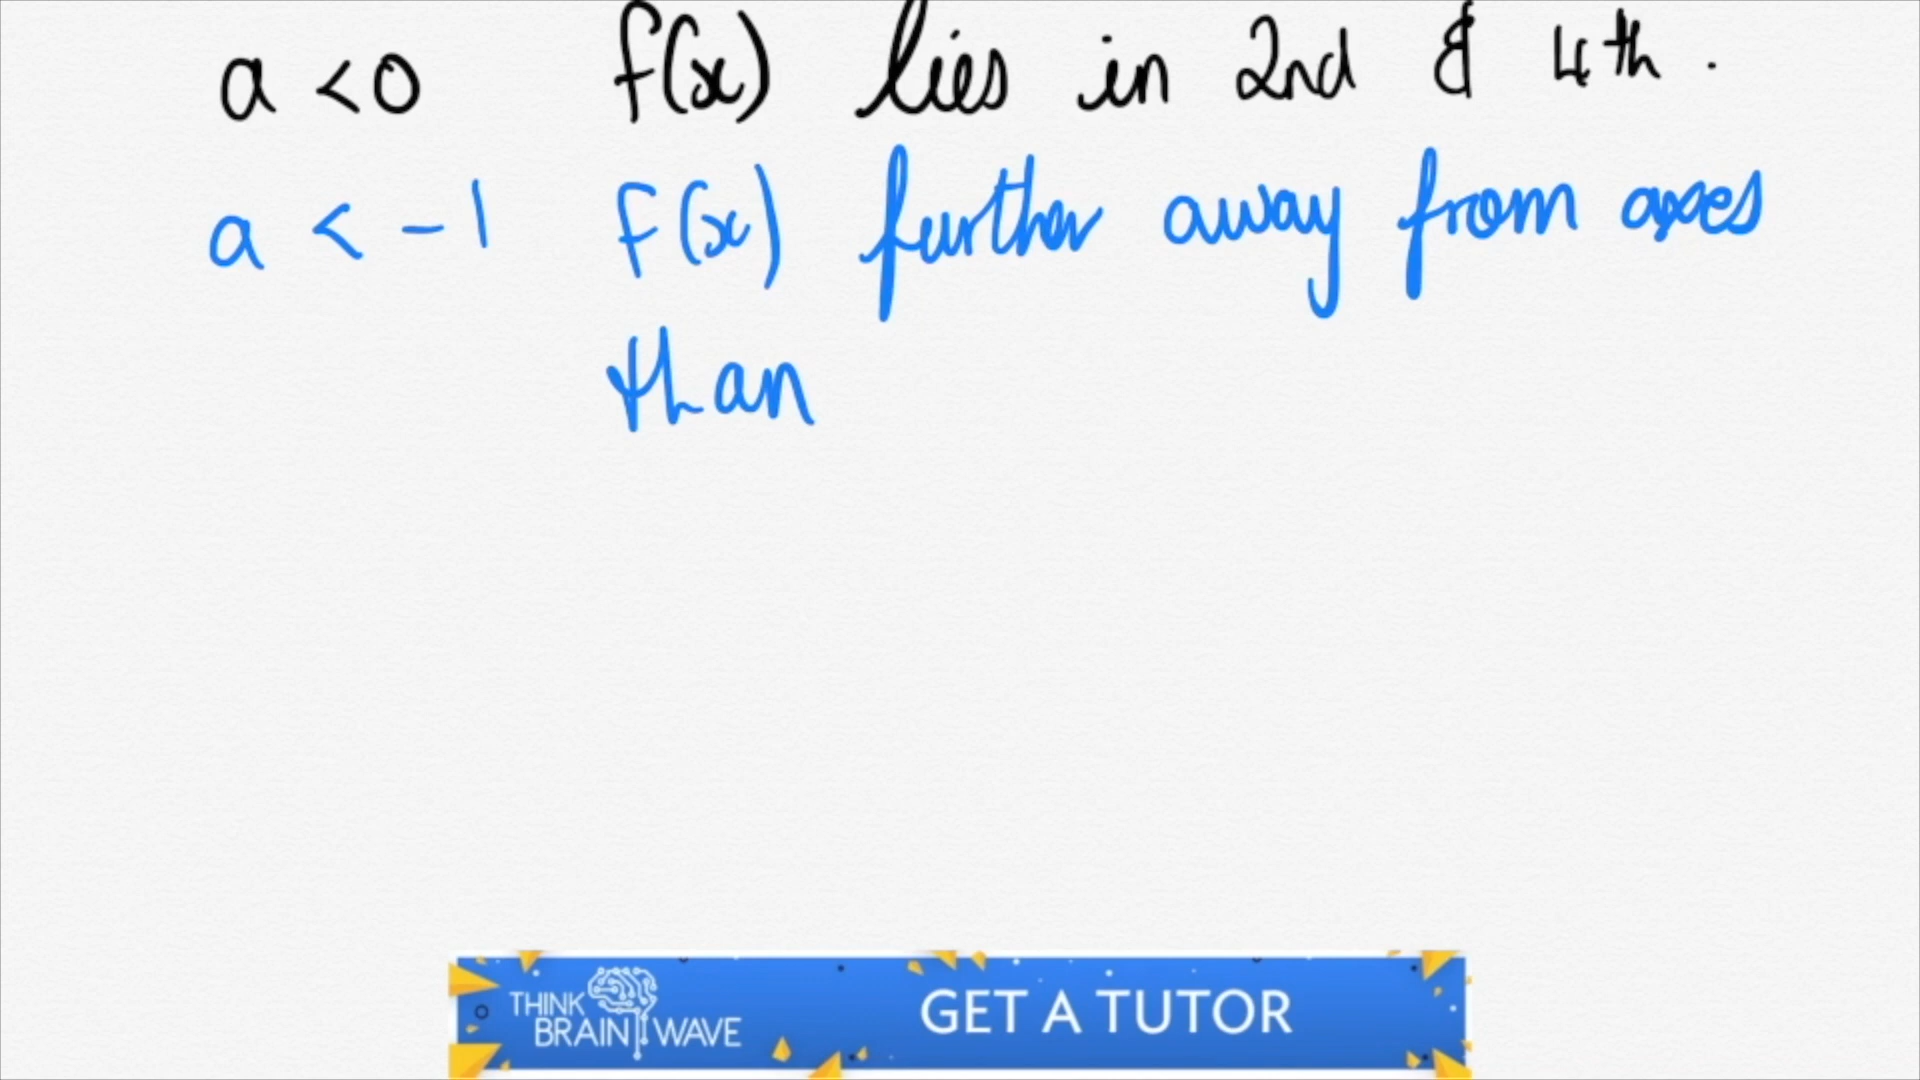 a < 0 f(x) lies in 2nd & 4th.
a < -1 f(x) further away from axes
than
THINK
BRAIN WAVE
GET A TUTOR